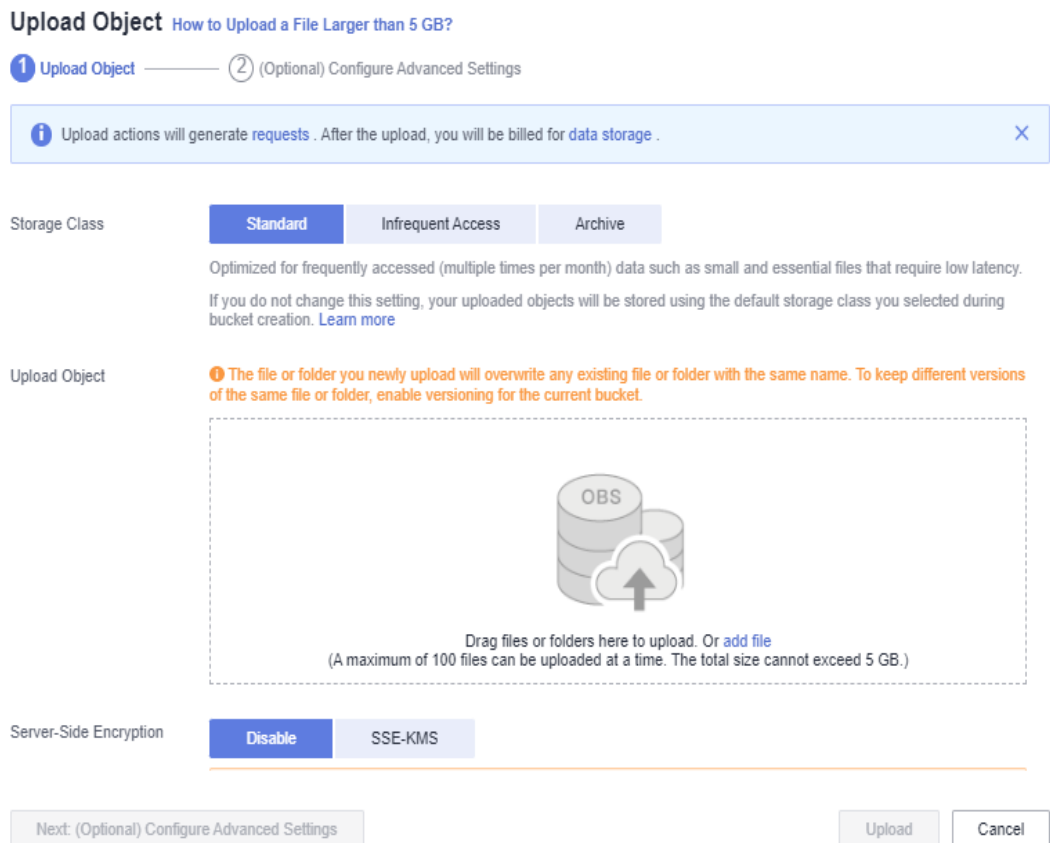 Upload Object How to Upload a File Larger than 5 GB?
1 Upload Object 2 (Optional) Configure Advanced Settings
Upload actions will generate requests . After the upload, you will be billed for data storage .
Storage Class Standard Infrequent Access Archive
Optimized for frequently accessed (multiple times per month) data such as small and essential files that require low latency.
If you do not change this setting, your uploaded objects will be stored using the default storage class you selected during
bucket creation. Learn more
Upload Object The file or folder you newly upload will overwrite any existing file or folder with the same name. To keep different versions
of the same file or folder, enable versioning for the current bucket.
OBS
Drag files or folders here to upload. Or add file
(A maximum of 100 files can be uploaded at a time. The total size cannot exceed 5 GB.)
Server-Side Encryption Disable SSE-KMS
Next: (Optional) Configure Advanced Settings Upload Cancel